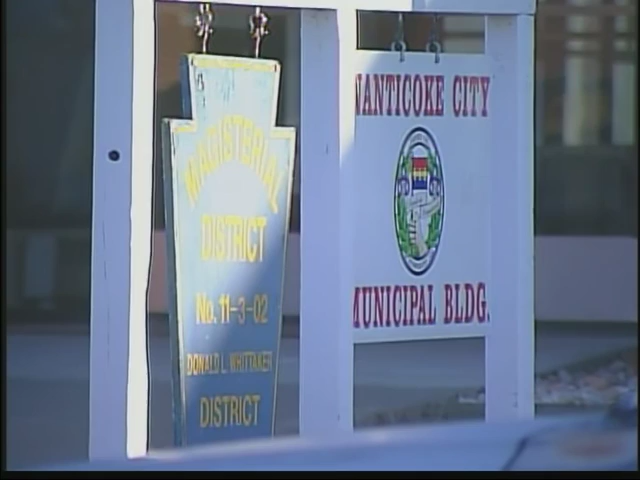 MAGISTERIAL
DISTRICT
No. 11-3-02
DONALD L. WHITTAKER
DISTRICT
NANTICOKE CITY
MUNICIPAL BLDG.